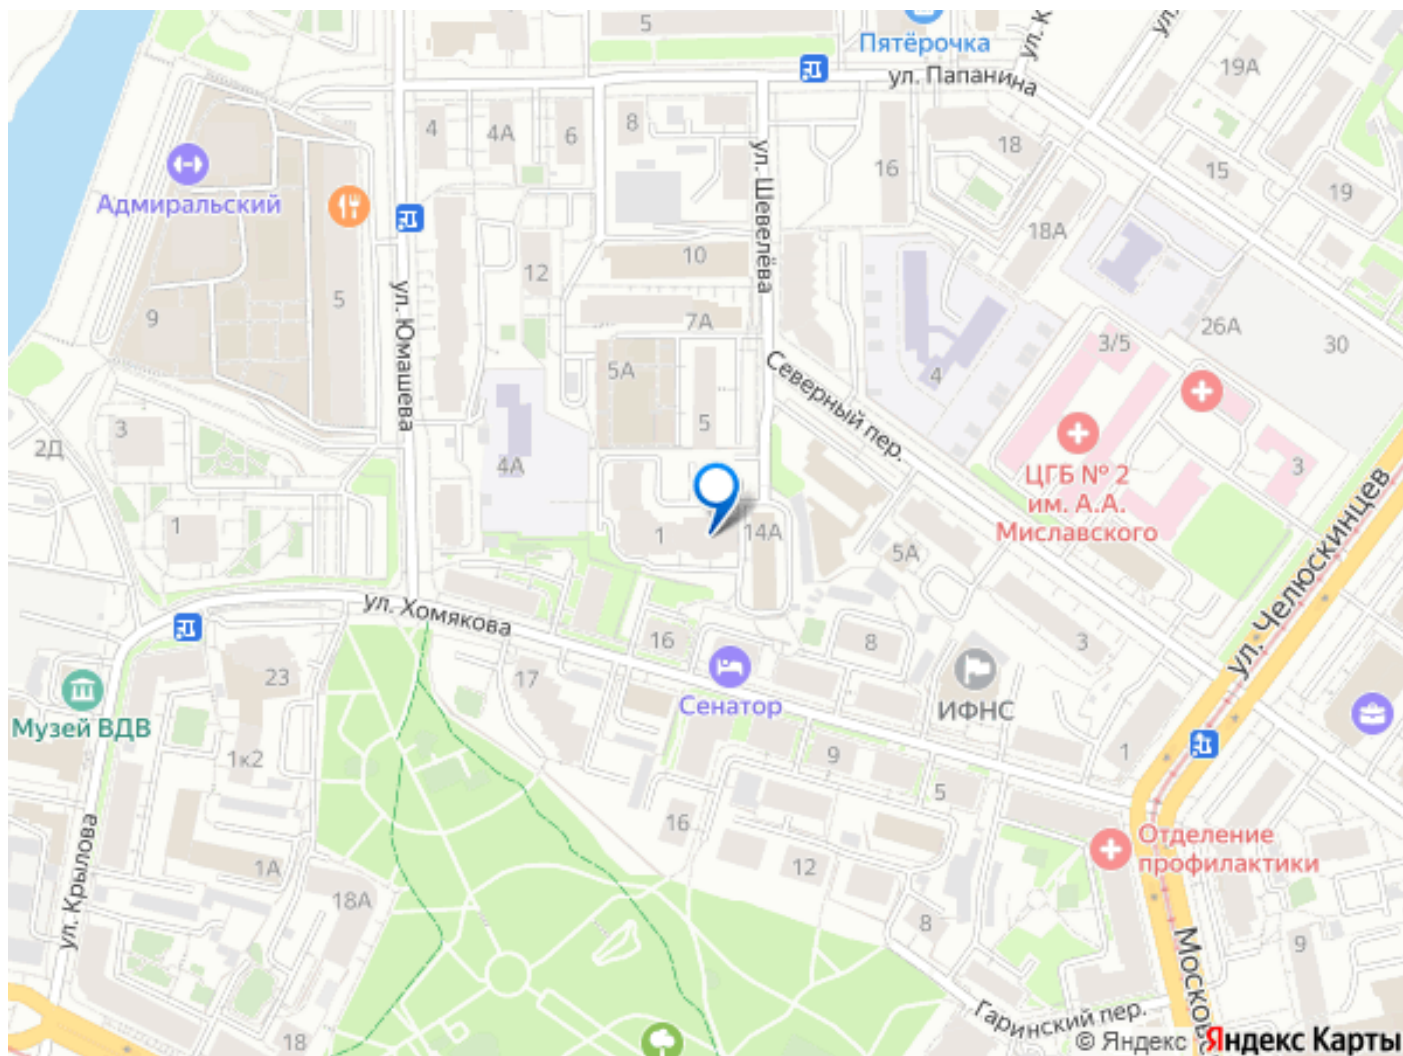 5
Пятёрочка
ул. Папанина
19А
4
4А
6
8
18
16
15
19
ул. Шевелёва
Адмиральский
18А
10
12
5
9
7А
26А
30
3/5
ул. Юмашева
5А
4
Северный пер.
5
3
2Д
4А
3
ЦГБ № 2
им. А.А.
Миславского
1
1
14А
5А
ул. Челюскинцев
ул. Хомякова
16
8
3
Сенатор
17
23
ИФНС
Музей ВДВ
1к2
9
1
5
16
Отделение
профилактики
12
1А
18А
ул. Крылова
8
9
Московс
Гаринский пер.
18
© Яндекс Яндекс Карты